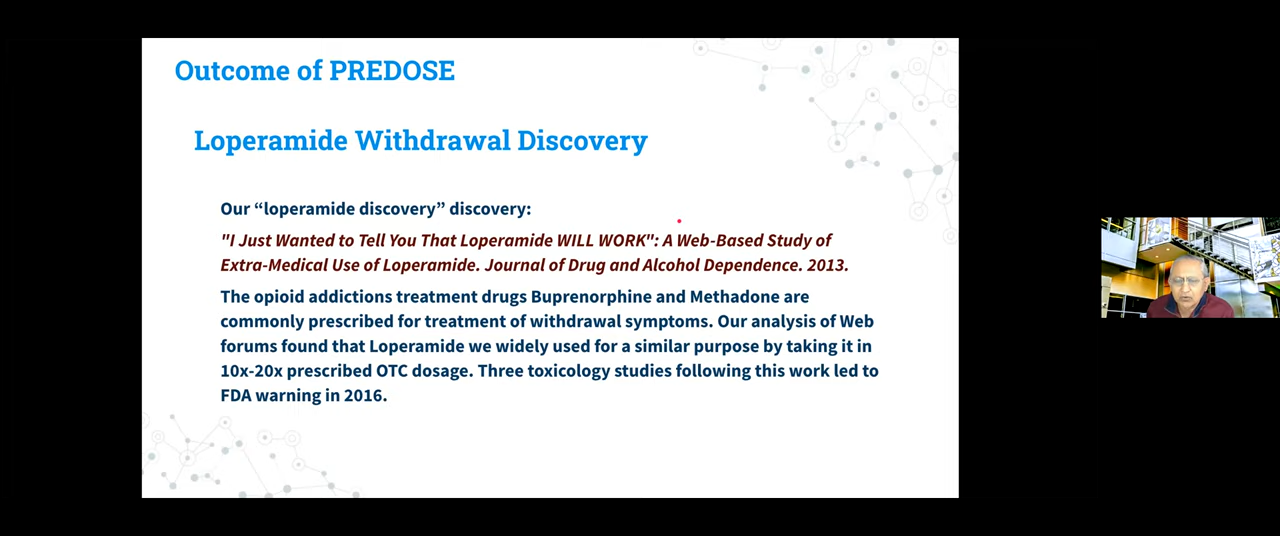 Outcome of PREDOSE
Loperamide Withdrawal Discovery
Our “loperamide discovery” discovery:
"I Just Wanted to Tell You That Loperamide WILL WORK": A Web-Based Study of
Extra-Medical Use of Loperamide. Journal of Drug and Alcohol Dependence. 2013.
The opioid addictions treatment drugs Buprenorphine and Methadone are
commonly prescribed for treatment of withdrawal symptoms. Our analysis of Web
forums found that Loperamide we widely used for a similar purpose by taking it in
10x-20x prescribed OTC dosage. Three toxicology studies following this work led to
FDA warning in 2016.